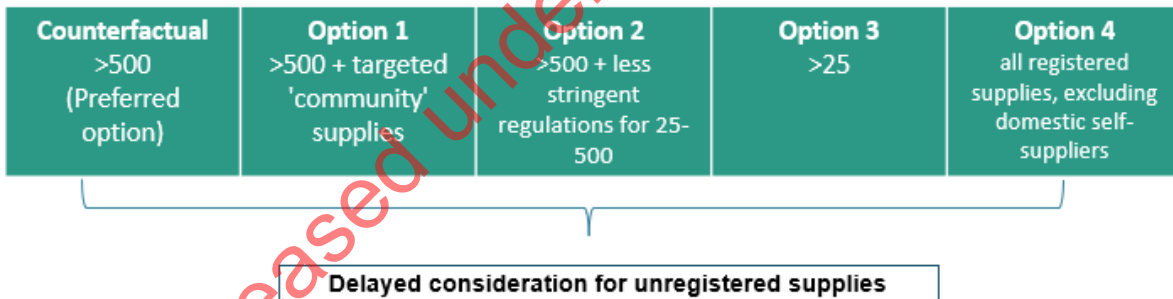 Counterfactual
>500
(Preferred
option)
Option 1
>500 + targeted
'community'
supplies
Option 2
>500 + less
stringent
regulations for 25-
500
Option 3
>25
Option 4
all registered
supplies, excluding
domestic self-
suppliers
Delayed consideration for unregistered supplies